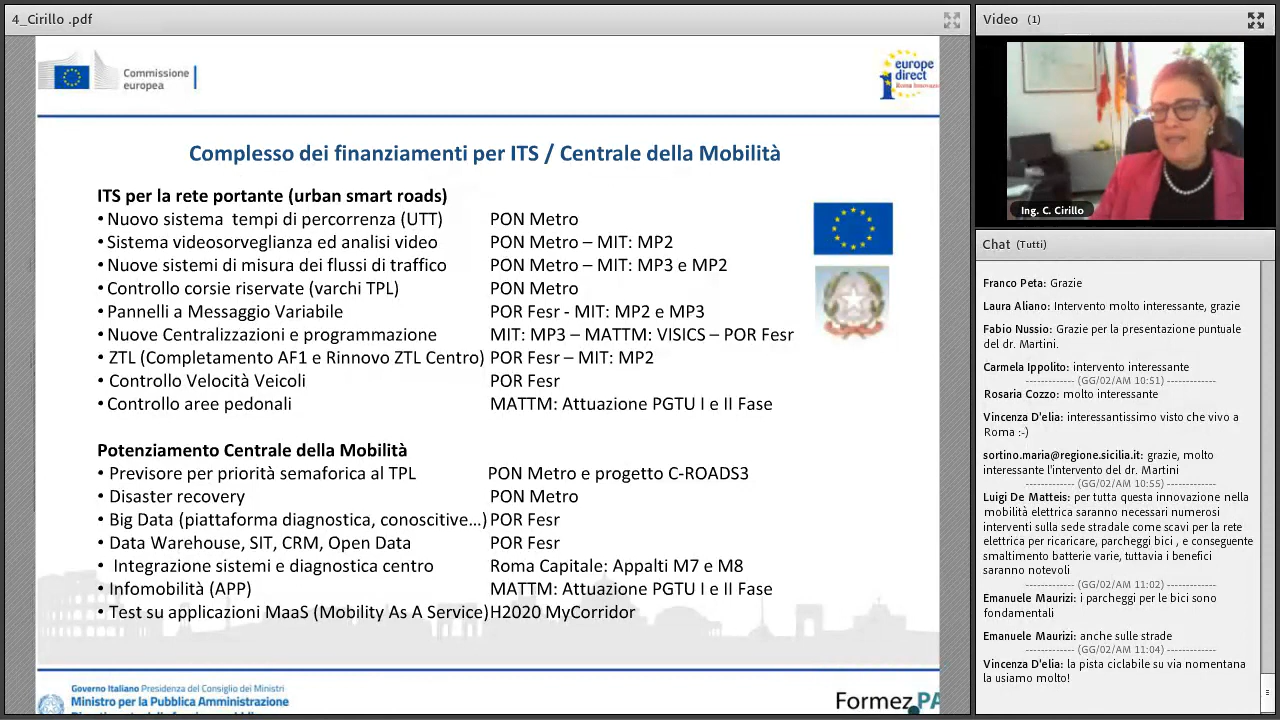 4_Cirillo .pdf
Commissione
europea
europe
direct
Complesso dei finanziamenti per ITS / Centrale della Mobilità
ITS per la rete portante (urban smart roads)
• Nuovo sistema tempi di percorrenza (UTT) PON Metro
• Sistema videosorveglianza ed analisi video PON Metro – MIT: MP2
• Nuove sistemi di misura dei flussi di traffico PON Metro – MIT: MP3 e MP2
• Controllo corsie riservate (varchi TPL) PON Metro
• Pannelli a Messaggio Variabile POR Fesr - MIT: MP2 e MP3
• Nuove Centralizzazioni e programmazione MIT: MP3 – MATTM: VISICS – POR Fesr
• ZTL (Completamento AF1 e Rinnovo ZTL Centro) POR Fesr – MIT: MP2
• Controllo Velocità Veicoli POR Fesr
• Controllo aree pedonali MATTM: Attuazione PGTU I e II Fase
Potenziamento Centrale della Mobilità
• Previsore per priorità semaforica al TPL PON Metro e progetto C-ROADS3
• Disaster recovery PON Metro
• Big Data (piattaforma diagnostica, conoscitive...) POR Fesr
• Data Warehouse, SIT, CRM, Open Data POR Fesr
• Integrazione sistemi e diagnostica centro Roma Capitale: Appalti M7 e M8
• Infomobilità (APP) MATTM: Attuazione PGTU I e II Fase
• Test su applicazioni MaaS (Mobility As A Service) H2020 MyCorridor
Governo Italiano Presidenza del Consiglio dei Ministri
Ministro per la Pubblica Amministrazione
Formez PA
Video (1)
Ing. C. Cirillo
Chat (Tutti)
Franco Peta: Grazie
Laura Aliano: Intervento molto interessante, grazie
Fabio Nussio: Grazie per la presentazione puntuale
del dr. Martini.
Carmela Ippolito: intervento interessante
------------- (GG/02/AM 10:51) -------------
Rosaria Cozzo: molto interessante
Vincenza D'elia: interessantissimo visto che vivo a
Roma :-)
sortino.maria@regione.sicilia.it: grazie, molto
interessante l'intervento del dr. Martini
------------- (GG/02/AM 10:55) -------------
Luigi De Matteis: per tutta questa innovazione nella
mobilità elettrica saranno necessari numerosi
interventi sulla sede stradale come scavi per la rete
elettrica per ricaricare, parcheggi bici , e conseguente
smaltimento batterie varie, tuttavia i benefici
saranno notevoli
------------- (GG/02/AM 11:02) -------------
Emanuele Maurizi: i parcheggi per le bici sono
fondamentali
Emanuele Maurizi: anche sulle strade
------------- (GG/02/AM 11:04) -------------
Vincenza D'elia: la pista ciclabile su via nomentana
la usiamo molto!